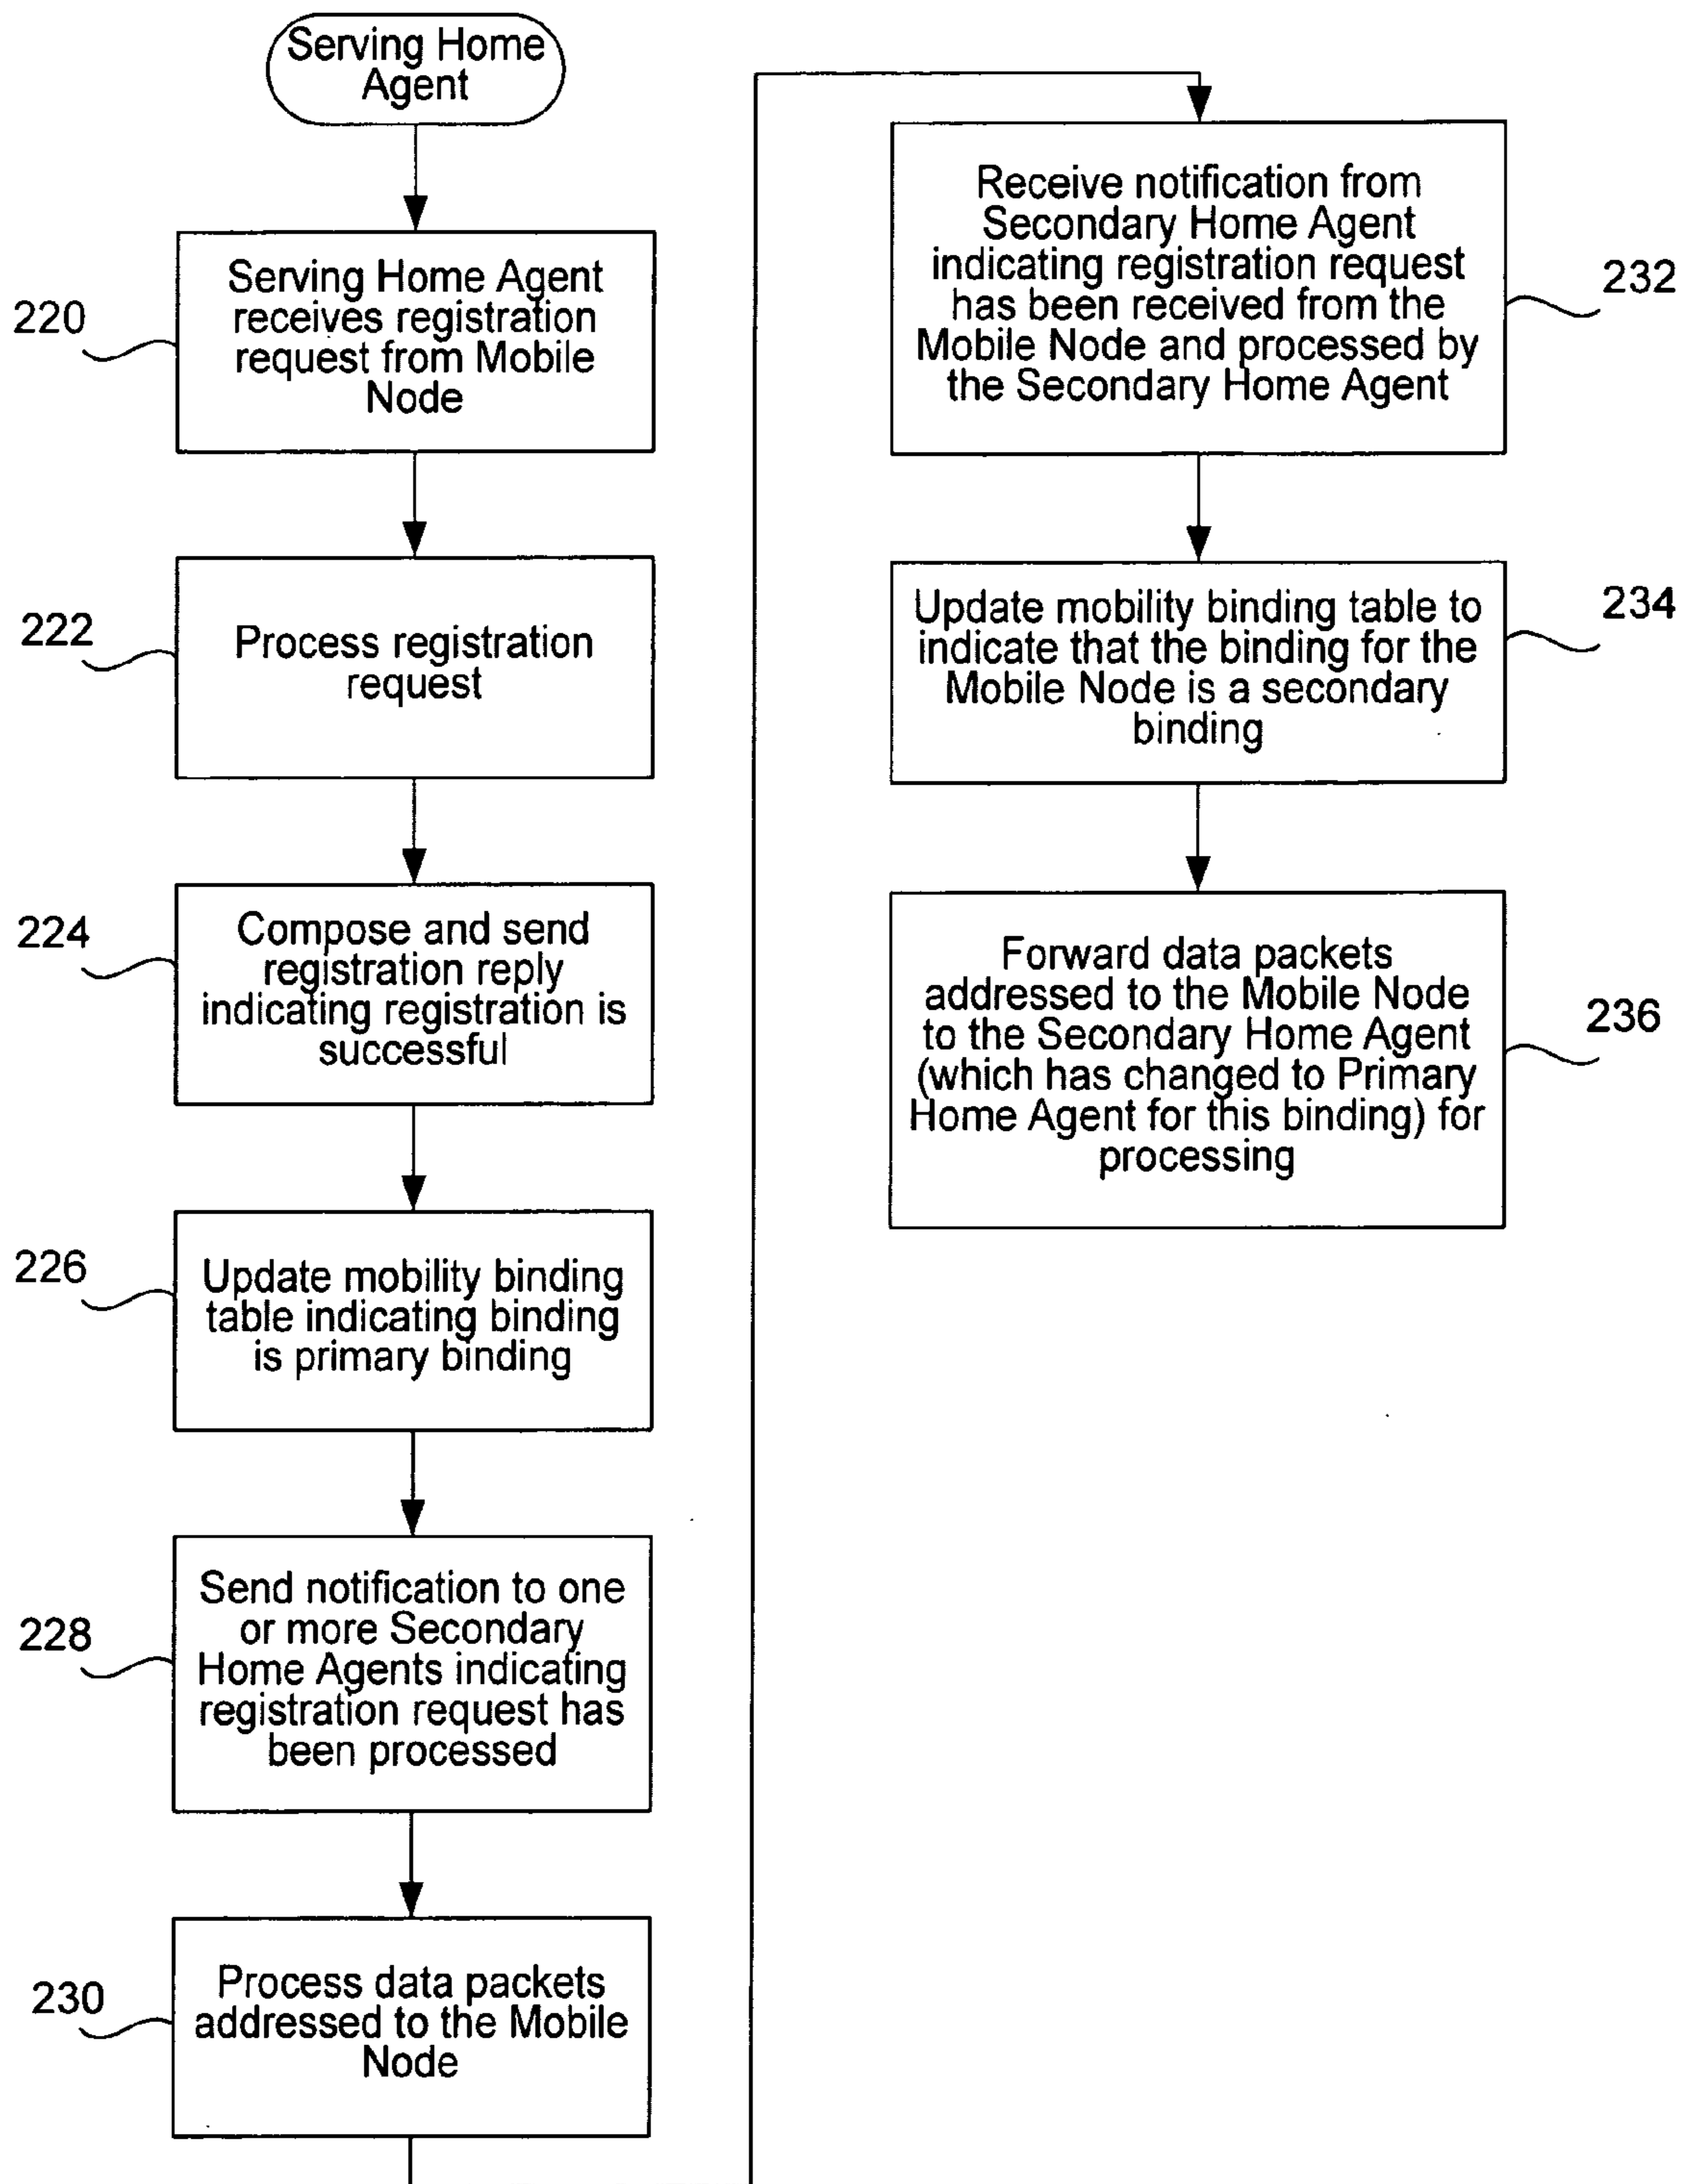 Serving Home
Agent
220
Serving Home Agent
receives registration
request from Mobile
Node
222
Process registration
request
224
Compose and send
registration reply
indicating registration is
successful
226
Update mobility binding
table indicating binding
is primary binding
228
Send notification to one
or more Secondary
Home Agents indicating
registration request has
been processed
230
Process data packets
addressed to the Mobile
Node
Receive notification from
Secondary Home Agent
indicating registration request
has been received from the
Mobile Node and processed by
the Secondary Home Agent
232
Update mobility binding table to
indicate that the binding for the
Mobile Node is a secondary
binding
234
Forward data packets
addressed to the Mobile Node
to the Secondary Home Agent
(which has changed to Primary
Home Agent for this binding) for
processing
236